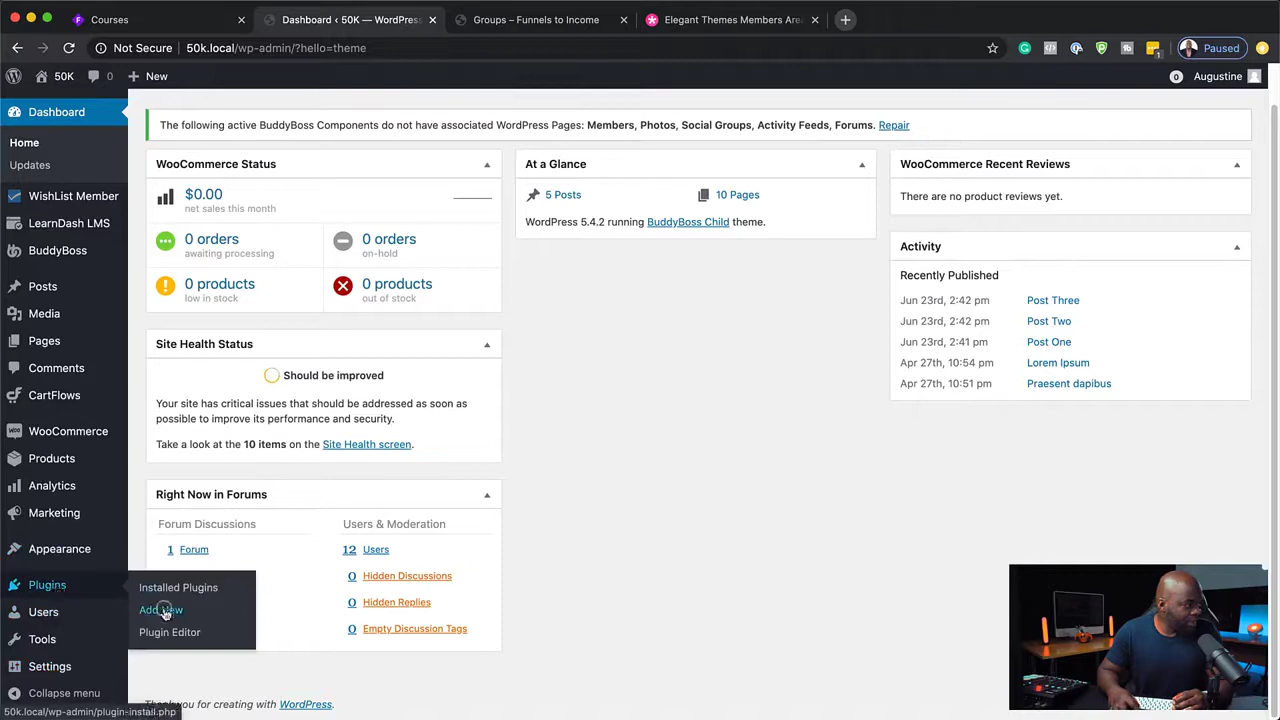 Courses
Dashboard ‹ 50K — WordPress
Groups – Funnels to Income
Elegant Themes Members Area
Not Secure
50k.local/wp-admin/?hello=theme
1
Paused
50K
0
New
0
Augustine
Dashboard
Home
Updates
WishList Member
LearnDash LMS
BuddyBoss
Posts
Media
Pages
Comments
CartFlows
WooCommerce
Products
Analytics
Marketing
Appearance
Plugins
Users
Tools
Settings
Collapse menu
Installed Plugins
Add New
Plugin Editor
50k.local/wp-admin/plugin-install.php
The following active BuddyBoss Components do not have associated WordPress Pages: Members, Photos, Social Groups, Activity Feeds, Forums. Repair
WooCommerce Status
$0.00
net sales this month
0 orders
awaiting processing
0 orders
on-hold
0 products
low in stock
0 products
out of stock
Site Health Status
Should be improved
Your site has critical issues that should be addressed as soon as
possible to improve its performance and security.
Take a look at the 10 items on the Site Health screen.
Right Now in Forums
Forum Discussions
1 Forum
Users & Moderation
12 Users
0 Hidden Discussions
0 Hidden Replies
0 Empty Discussion Tags
Thank you for creating with WordPress.
At a Glance
5 Posts
10 Pages
WordPress 5.4.2 running BuddyBoss Child theme.
WooCommerce Recent Reviews
There are no product reviews yet.
Activity
Recently Published
Jun 23rd, 2:42 pm Post Three
Jun 23rd, 2:42 pm Post Two
Jun 23rd, 2:41 pm Post One
Apr 27th, 10:54 pm Lorem Ipsum
Apr 27th, 10:51 pm Praesent dapibus